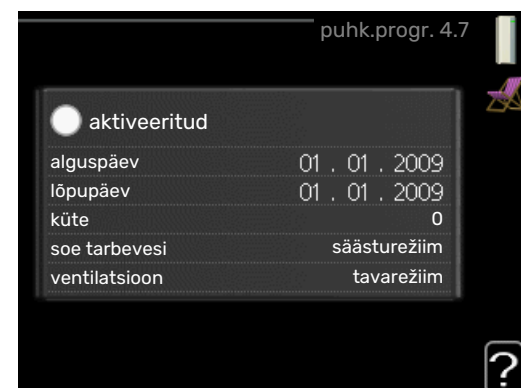 puhk.progr. 4.7
aktiveeritud
alguspäev 01 . 01 . 2009
lõpupäev 01 . 01 . 2009
küte 0
soe tarbevesi säästurežiim
ventilatsioon tavarežiim
?